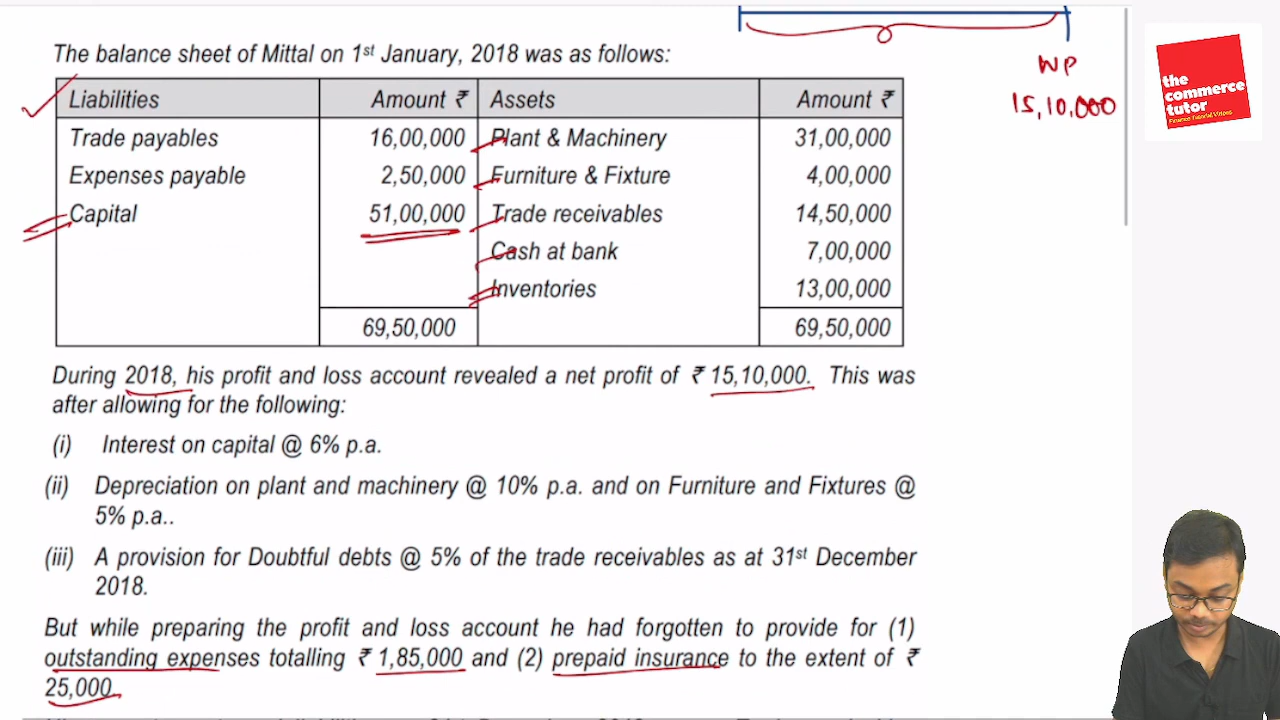 WP
15,10,000
the
commerce
tutor
The balance sheet of Mittal on 1st January, 2018 was as follows:
Liabilities Amount ₹ Assets Amount ₹
Trade payables 16,00,000 Plant & Machinery 31,00,000
Expenses payable 2,50,000 Furniture & Fixture 4,00,000
Capital 51,00,000 Trade receivables 14,50,000
Cash at bank 7,00,000
Inventories 13,00,000
69,50,000 69,50,000
During 2018, his profit and loss account revealed a net profit of ₹ 15,10,000. This was
after allowing for the following:
(i) Interest on capital @ 6% p.a.
(ii) Depreciation on plant and machinery @ 10% p.a. and on Furniture and Fixtures @
5% p.a..
(iii) A provision for Doubtful debts @ 5% of the trade receivables as at 31st December
2018.
But while preparing the profit and loss account he had forgotten to provide for (1)
outstanding expenses totalling ₹ 1,85,000 and (2) prepaid insurance to the extent of ₹
25,000